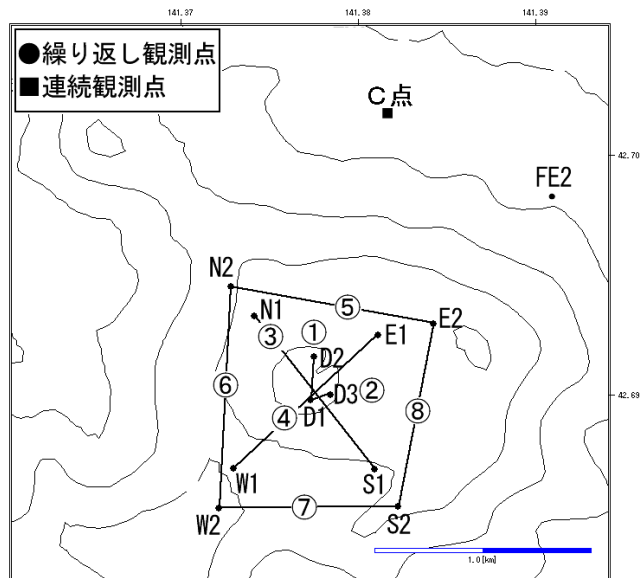 141.37 141.38 141.39
●繰り返し観測点
■連続観測点
C点
42.70
FE2
N2
N1
⑤
③
①
E1
E2
D2
⑥
②
D3
⑧
42.69
④
D1
W1
S1
⑦
W2
S2
1.0[km]